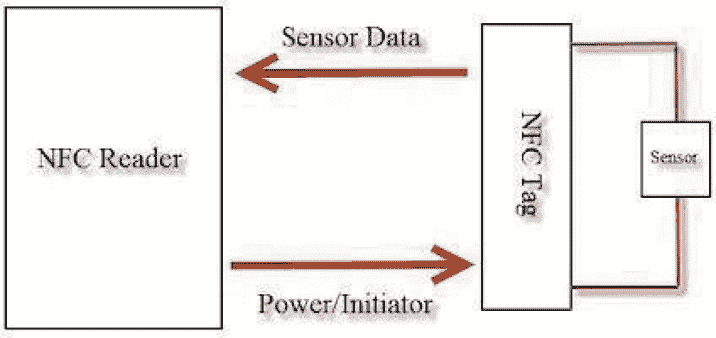 Sensor Data
NFC Reader
NFC Tag
Sensor
Power/Initiator